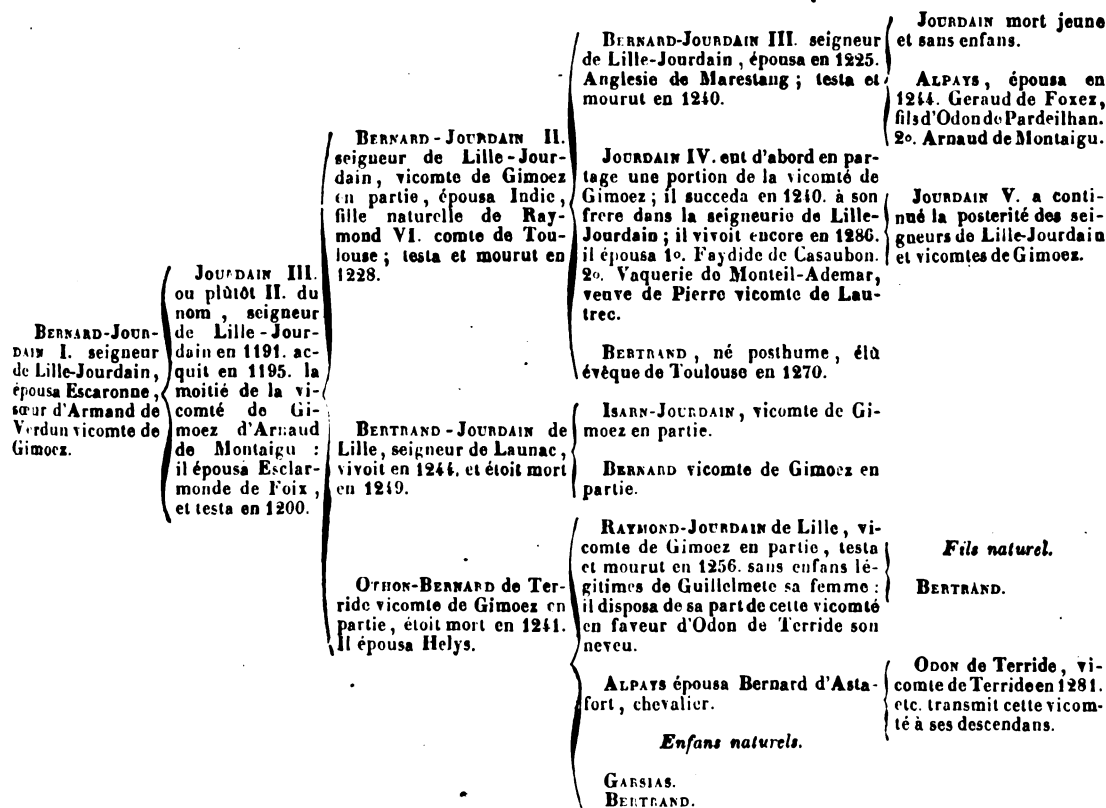 BERNARD-JOUR-
DAIN I. seigneur
de Lille-Jourdain,
épousa Escaronne,
sœur d'Armand de
Verdun vicomte de
Gimoez.
JOURDAIN III.
ou plùtôt II. du
nom , seigneur
de Lille-Jour-
dain en 1191. ac-
quit en 1195. la
moitié de la vi-
comté de Gi-
moez d'Arnaud
de Montaigu :
il épousa Esclar-
monde de Foix ,
et testa en 1200.
BERNARD-JOURDAIN II.
seigueur de Lille-Jour-
dain, vicomte de Gimoez
en partie, épousa Indie,
fille naturelle de Ray-
mond VI. comte de Tou-
louse ; testa et mourut en
1228.
BERTRAND-JOURDAIN de
Lille, seigneur de Launac,
vivoit en 1244. et étoit mort
en 1249.
OTHON-BERNARD de Ter-
ride vicomte de Gimoez en
partie, étoit mort en 1241.
Il épousa Helys.
BERNARD-JOURDAIN III. seigneur
de Lille-Jourdain , épousa en 1225.
Anglesie de Marestang ; testa et
mourut en 1240.
JOURDAIN IV. eut d'abord en par-
tage une portion de la vicomté de
Gimoez ; il succeda en 1240. à son
frere dans la seigneurie de Lille-
Jourdain ; il vivoit encore en 1286.
il épousa 1o. Faydide de Casaubon.
2o. Vaquerie de Monteil-Ademar,
veuve de Pierre vicomte de Lau-
trec.
BERTRAND , né posthume , élù
évêque de Toulouse en 1270.
ISARN-JOURDAIN, vicomte de Gi-
moez en partie.
BERNARD vicomte de Gimoez en
partie.
RAYMOND-JOURDAIN de Lille, vi-
comte de Gimoez en partie, testa
et mourut en 1256. sans enfans lé-
gitimes de Guillelmete sa femme :
il disposa de sa part de cette vicomté
en faveur d'Odon de Terride son
neveu.
ALPAYS épousa Bernard d'Asta-
fort, chevalier.
Enfans naturels.
GARSIAS.
BERTRAND.
JOURDAIN mort jeune
et sans enfans.
ALPAYS, épousa en
1244. Geraud de Foxez,
fils d'Odon de Pardeilhan.
2o. Arnaud de Montaigu.
JOURDAIN V. a conti-
nué la posterité des sei-
gneurs de Lille-Jourdain
et vicomtes de Gimoez.
Fils naturel.
BERTRAND.
ODON de Terride, vi-
comte de Terride en 1281.
etc. transmit cette vicom-
té à ses descendans.